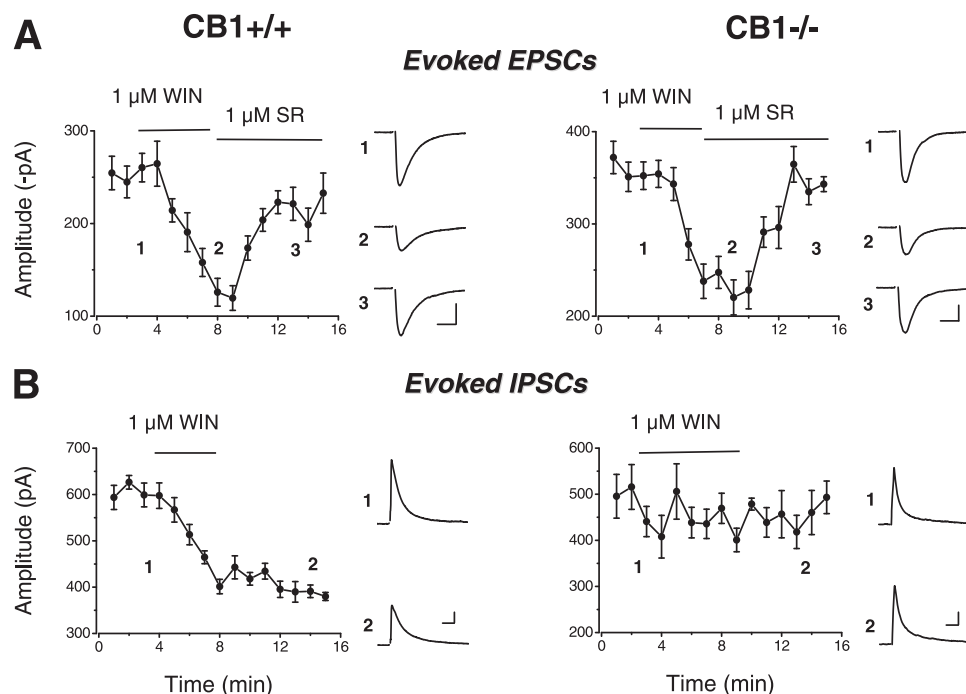 A
CB1+/+
CB1-/-
Evoked EPSCs
1 µM WIN
1 µM SR
Amplitude (-pA)
300
200
100
0 4 8 12 16
1 2 3
1
2
3
1 µM WIN
1 µM SR
400
300
200
0 4 8 12 16
1 2 3
1
2
3
B
Evoked IPSCs
1 µM WIN
Amplitude (pA)
700
600
500
400
300
0 4 8 12 16
1 2
1
2
Time (min)
1 µM WIN
600
500
400
300
200
0 4 8 12 16
1 2
1
2
Time (min)